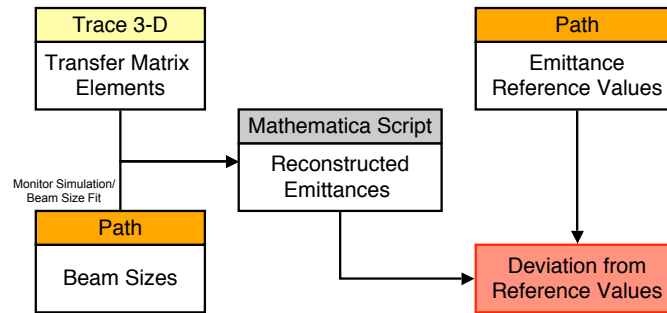 Trace 3-D
Transfer Matrix
Elements
Path
Emittance
Reference Values
Mathematica Script
Reconstructed
Emittances
Monitor Simulation/
Beam Size Fit
Path
Beam Sizes
Deviation from
Reference Values